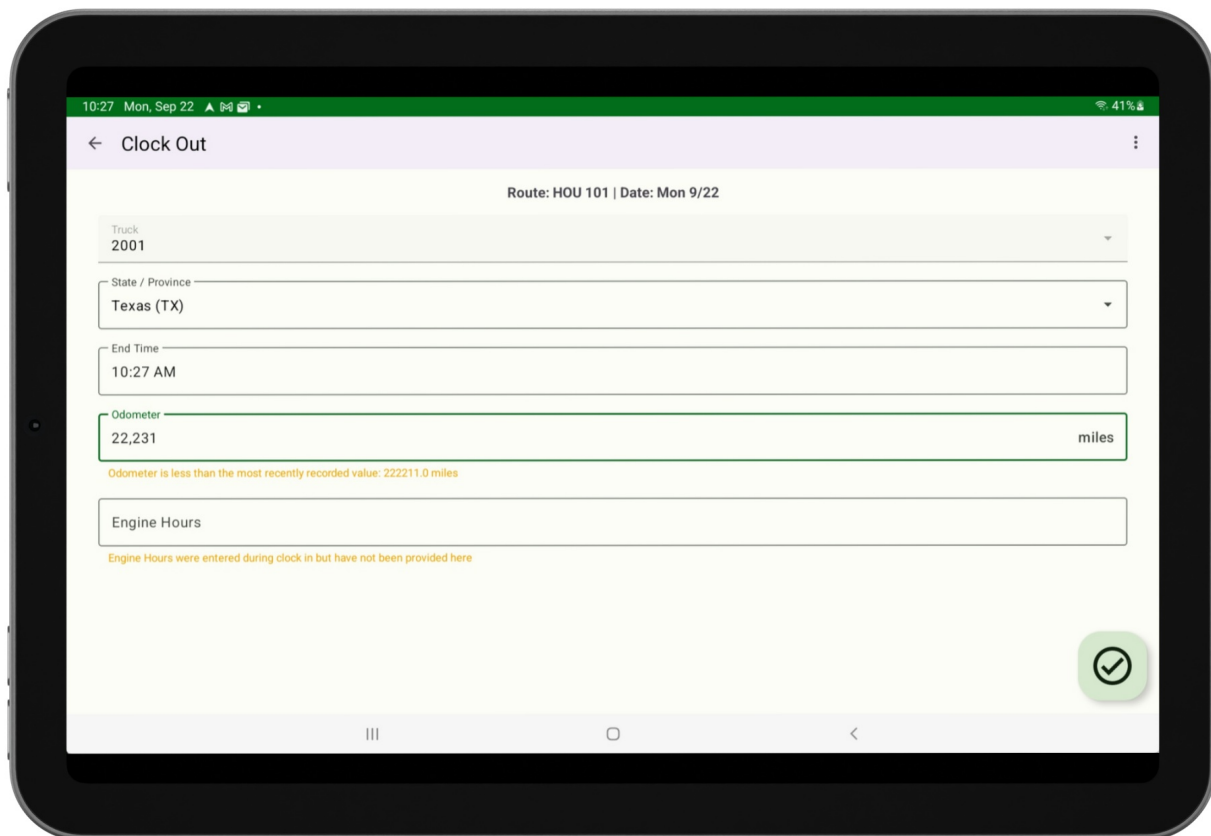 10:27 Mon, Sep 22
41%
Clock Out
Route: HOU 101 | Date: Mon 9/22
Truck
2001
State / Province
Texas (TX)
End Time
10:27 AM
Odometer
22,231 miles
Odometer is less than the most recently recorded value: 222211.0 miles
Engine Hours
Engine Hours were entered during clock in but have not been provided here